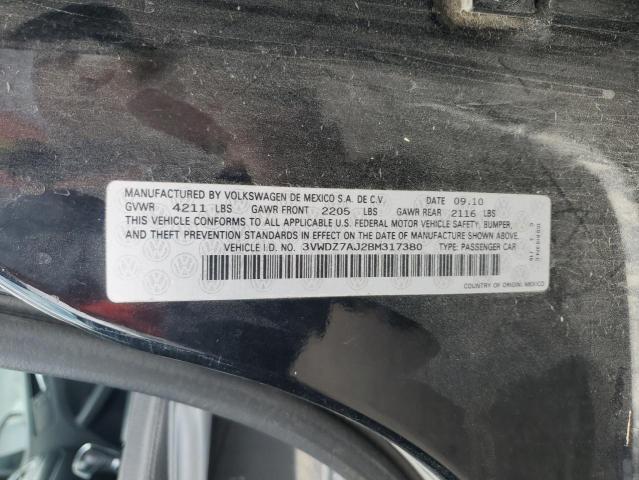 MANUFACTURED BY VOLKSWAGEN DE MEXICO S.A. DE C.V. DATE 09.10
GVWR 4211 LBS GAWR FRONT 2205 LBS GAWR REAR 2116 LBS
THIS VEHICLE CONFORMS TO ALL APPLICABLE U.S. FEDERAL MOTOR VEHICLE SAFETY, BUMPER,
AND THEFT PREVENTION STANDARDS IN EFFECT ON THE DATE OF MANUFACTURE SHOWN ABOVE.
VEHICLE I.D. NO. 3VWDZ7AJ2BM317380 TYPE: PASSENGER CAR
COUNTRY OF ORIGIN: MEXICO